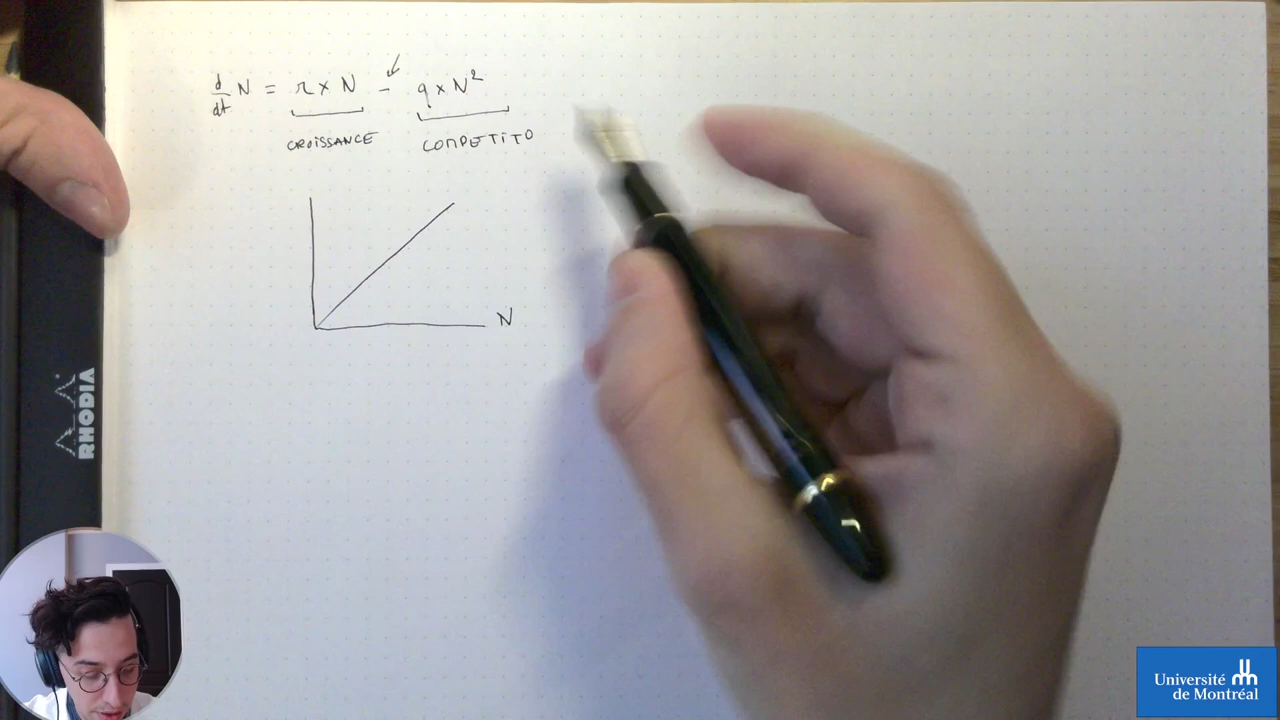 d/dt N = r × N − q × N²
CROISSANCE COMPETITO
N
RHODIA
Université
de Montréal